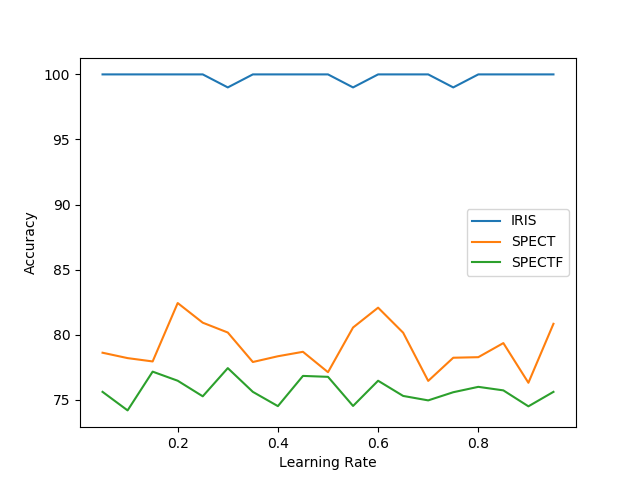 100
95
90
85
80
75
Accuracy
IRIS
SPECT
SPECTF
0.2 0.4 0.6 0.8
Learning Rate